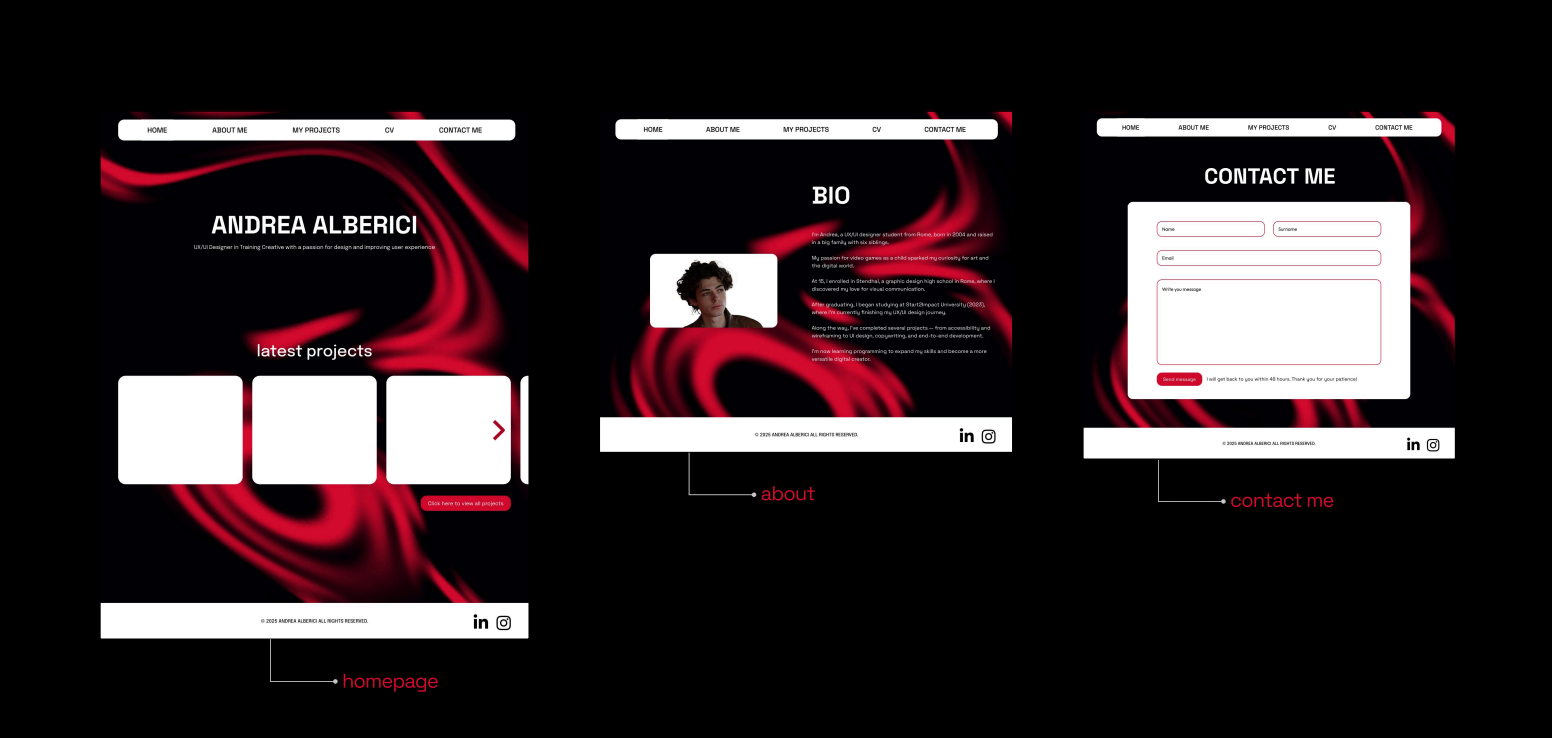 HOME ABOUT ME MY PROJECTS CV CONTACT ME
ANDREA ALBERICI
UX/UI Designer in Training Creative with a passion for design and improving user experience
latest projects
Click here to view all projects
© 2025 ANDREA ALBERICI ALL RIGHTS RESERVED.
in
homepage
HOME ABOUT ME MY PROJECTS CV CONTACT ME
BIO
I'm Andrea, a UX/UI designer student from Rome, born in 2004 and raised
in a big family with six siblings.
My passion for video games as a child sparked my curiosity for art and
the digital world.
At 15, I enrolled in Stendhal, a graphic design high school in Rome, where I
discovered my love for visual communication.
After graduating, I began studying at Start2Impact University (2023),
where I'm currently finishing my UX/UI design journey.
Along the way, I've completed several projects — from accessibility and
wireframing to UI design, copywriting, and end-to-end development.
I'm now learning programming to expand my skills and become a more
versatile digital creator.
© 2025 ANDREA ALBERICI ALL RIGHTS RESERVED.
in
about
HOME ABOUT ME MY PROJECTS CV CONTACT ME
CONTACT ME
Name Surname
Email
Write you message
Send message I will get back to you within 48 hours. Thank you for your patience!
© 2025 ANDREA ALBERICI ALL RIGHTS RESERVED.
in
contact me